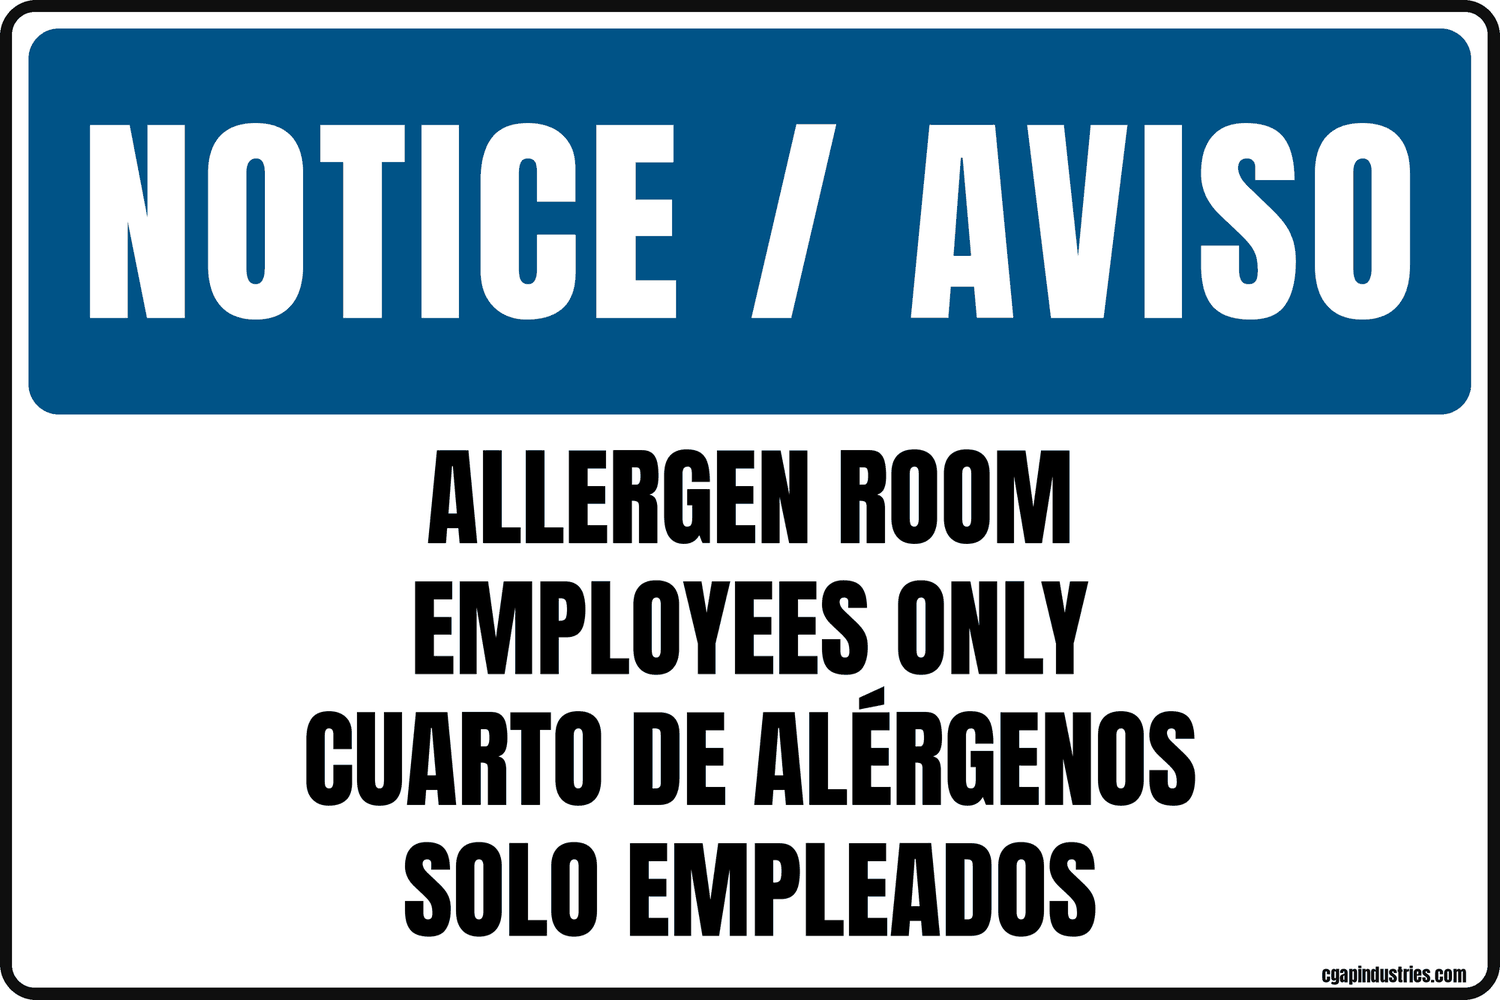 NOTICE / AVISO
ALLERGEN ROOM
EMPLOYEES ONLY
CUARTO DE ALÉRGENOS
SOLO EMPLEADOS
cgapindustries.com